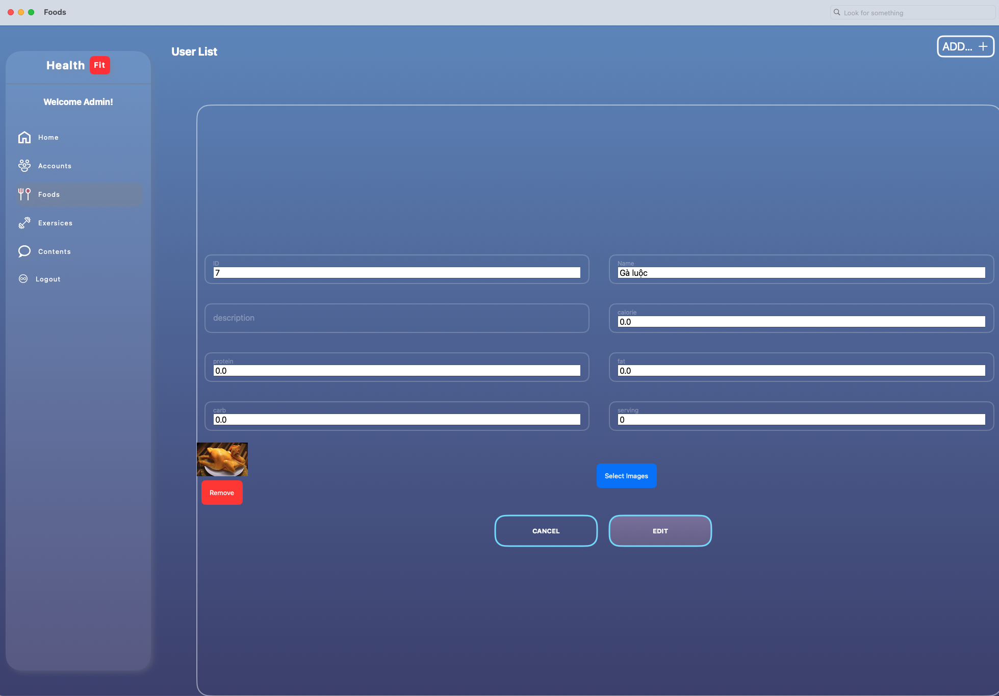 Foods
Look for something
User List
ADD...
Health Fit
Welcome Admin!
Home
Accounts
Foods
Exersices
Contents
Logout
ID
7
Name
Gà luộc
description
calorie
0.0
protein
0.0
fat
0.0
carb
0.0
serving
0
Select Images
Remove
CANCEL
EDIT